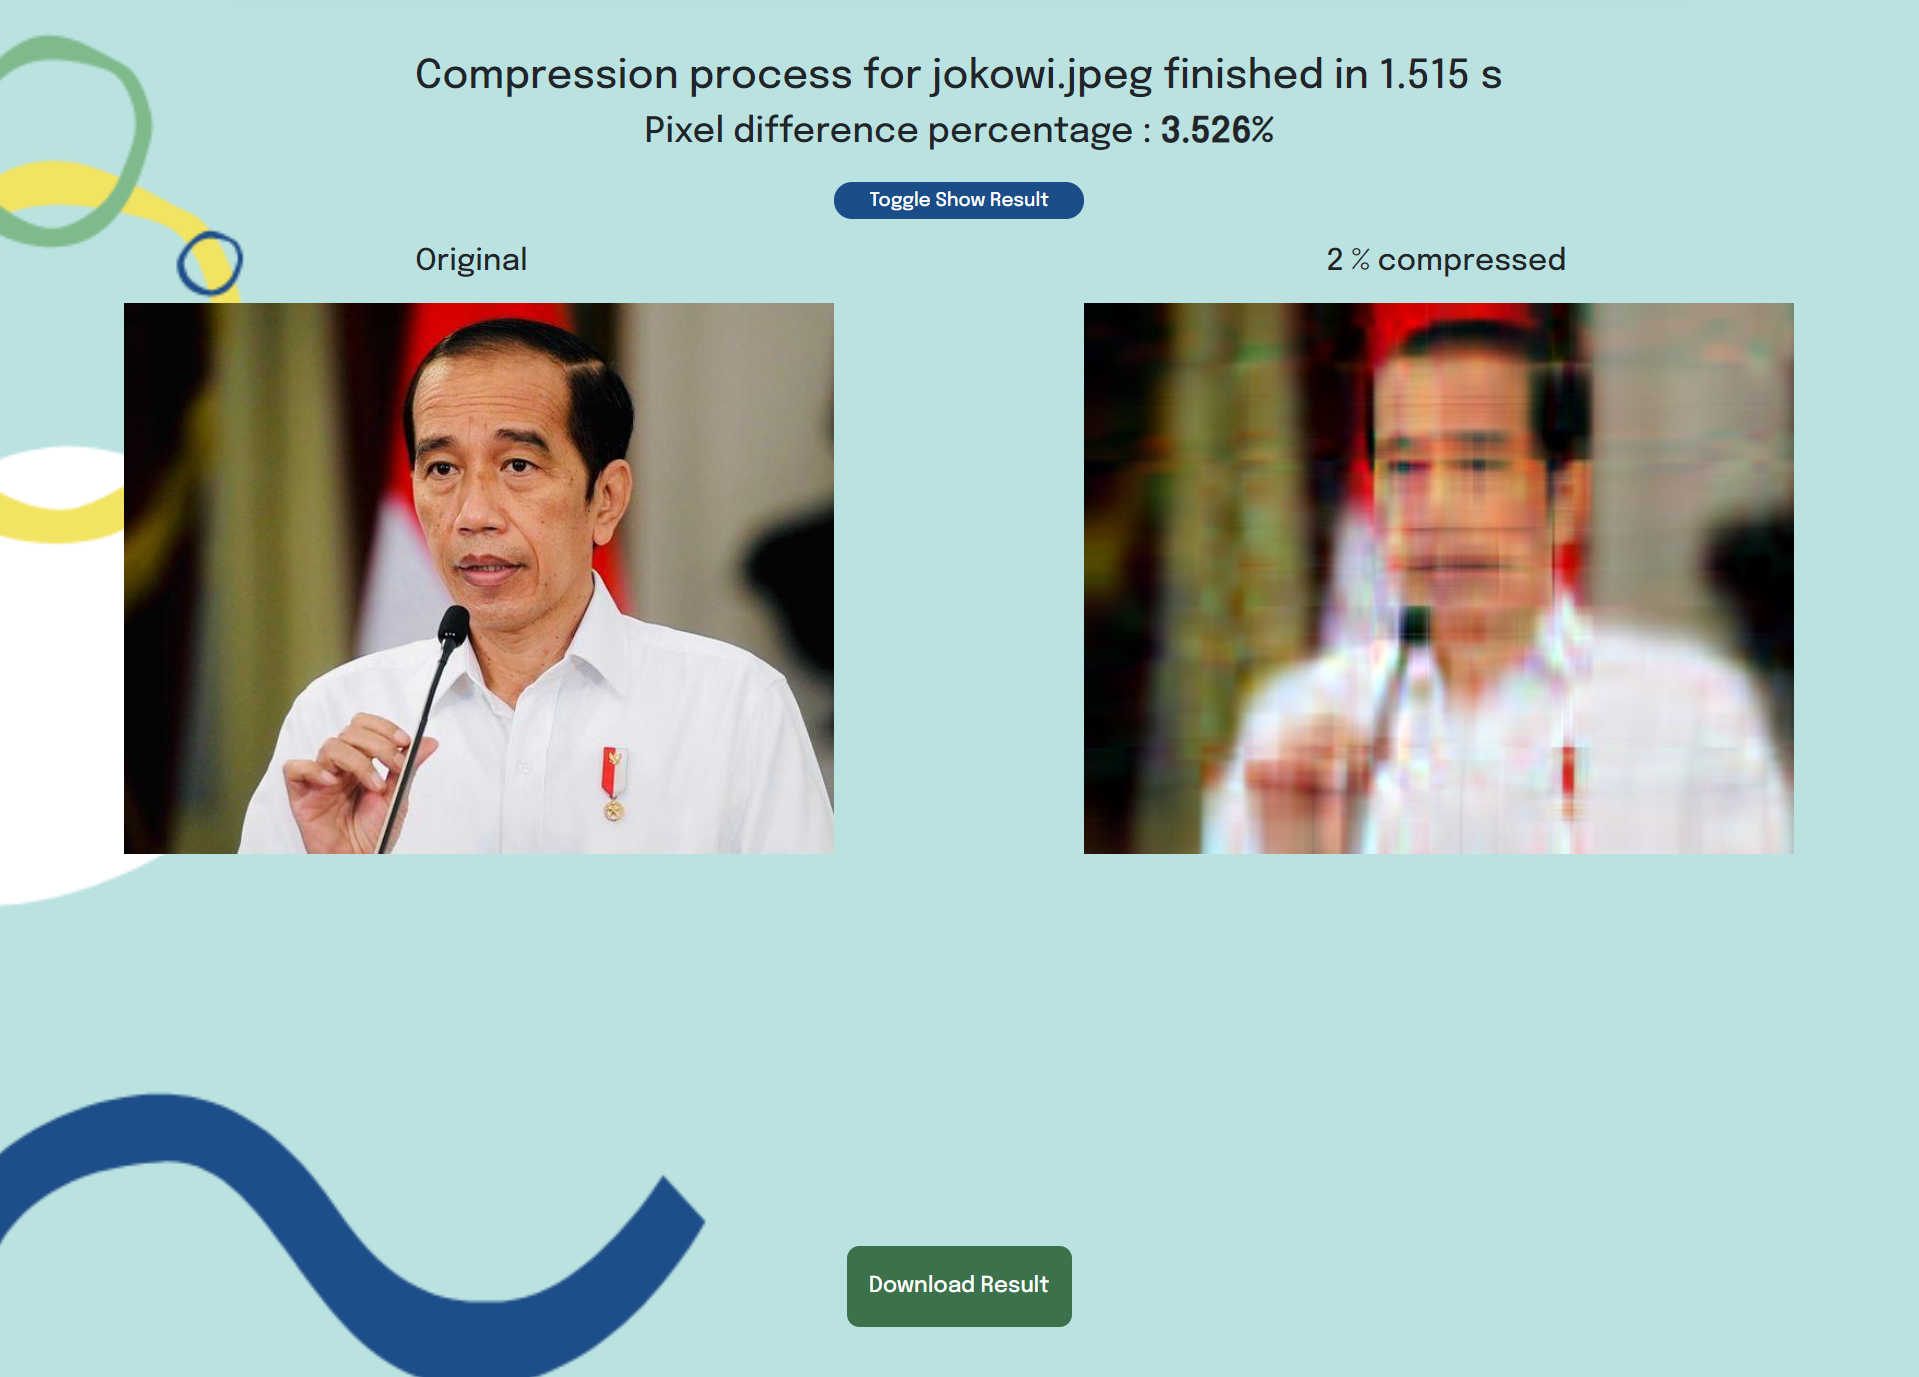 Compression process for jokowi.jpeg finished in 1.515 s
Pixel difference percentage : 3.526%
Toggle Show Result
Original
2 % compressed
Download Result